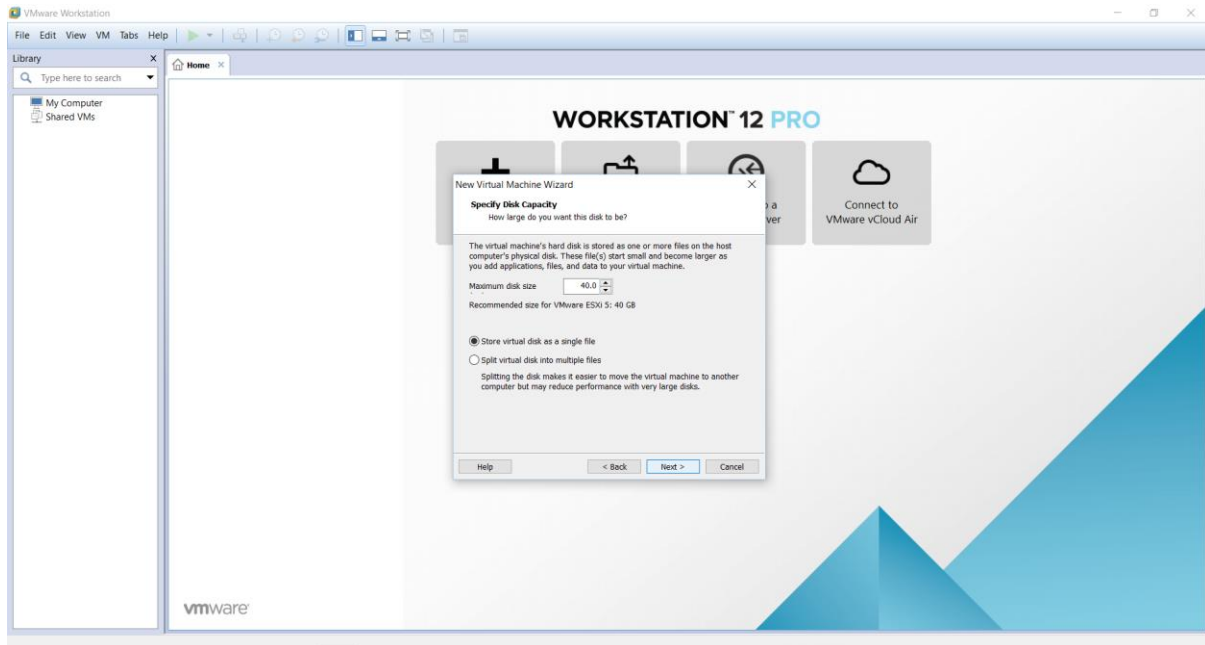 VMware Workstation
File Edit View VM Tabs Help
Library
Type here to search
My Computer
Shared VMs
Home
WORKSTATION™ 12 PRO
a
ver
Connect to
VMware vCloud Air
New Virtual Machine Wizard
Specify Disk Capacity
How large do you want this disk to be?
The virtual machine's hard disk is stored as one or more files on the host
computer's physical disk. These file(s) start small and become larger as
you add applications, files, and data to your virtual machine.
Maximum disk size 40.0
Recommended size for VMware ESXi 5: 40 GB
Store virtual disk as a single file
Split virtual disk into multiple files
Splitting the disk makes it easier to move the virtual machine to another
computer but may reduce performance with very large disks.
Help < Back Next > Cancel
vmware